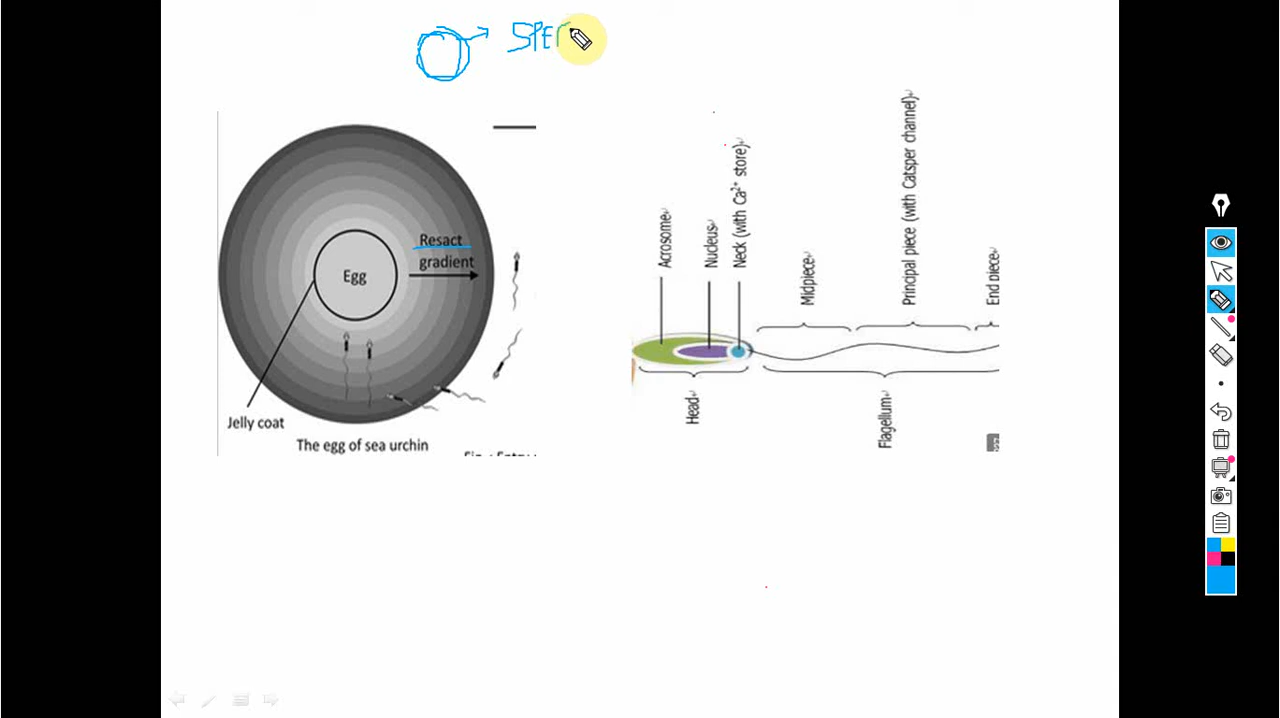 SPE
Resact
gradient
Egg
Jelly coat
The egg of sea urchin
Acrosome
Nucleus
Neck (with Ca²⁺ store)
Midpiece
Principal piece (with Catsper channel)
End piece
Head
Flagellum